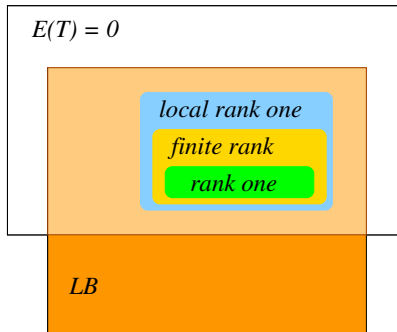 E(T) = 0
local rank one
finite rank
rank one
LB